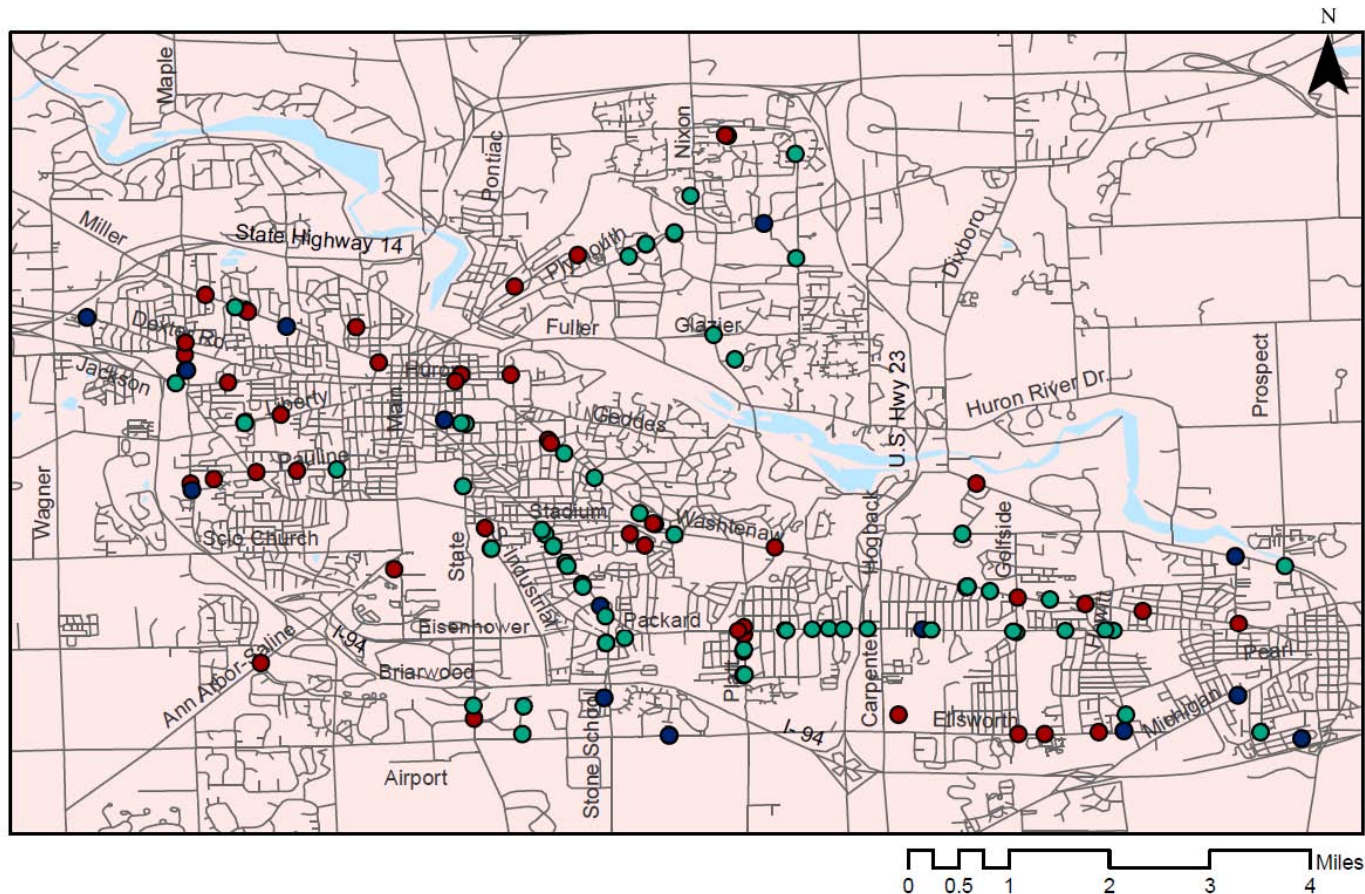 N
Maple
Nixon
Pontiac
Miller
State Highway 14
Plymouth
Dixboro
Dexter Rd.
Fuller
Glazier
Jackson
Huron
U.S. Hwy 23
Prospect
Huron River Dr.
Liberty
Main
Geddes
Pauline
Wagner
Stadium
Washtenaw
Hogback
Golfside
Scio Church
State
Industrial
Packard
Eisenhower
I-94
Pearl
Ann Arbor-Saline
Briarwood
Platt
Carpenter
Ellsworth
Michigan
I- 94
Stone School
Airport
Miles
0 0.5 1 2 3 4